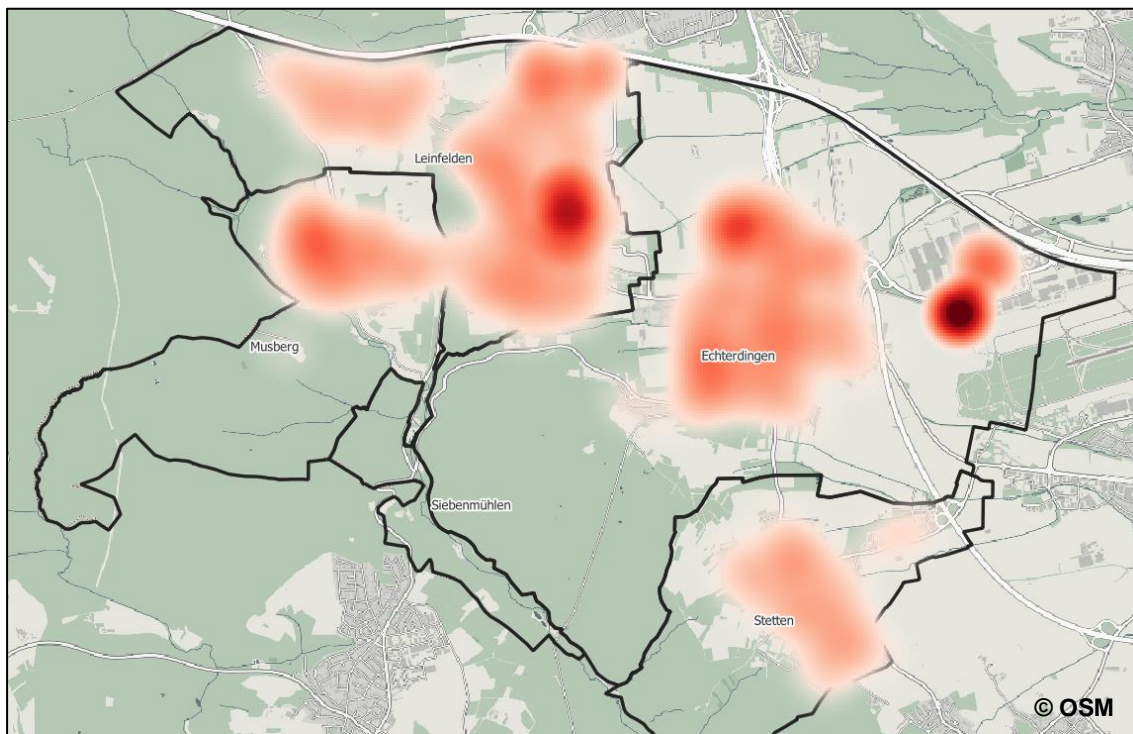 Leinfelden
Musberg
Echterdingen
Siebenmühlen
Stetten
© OSM